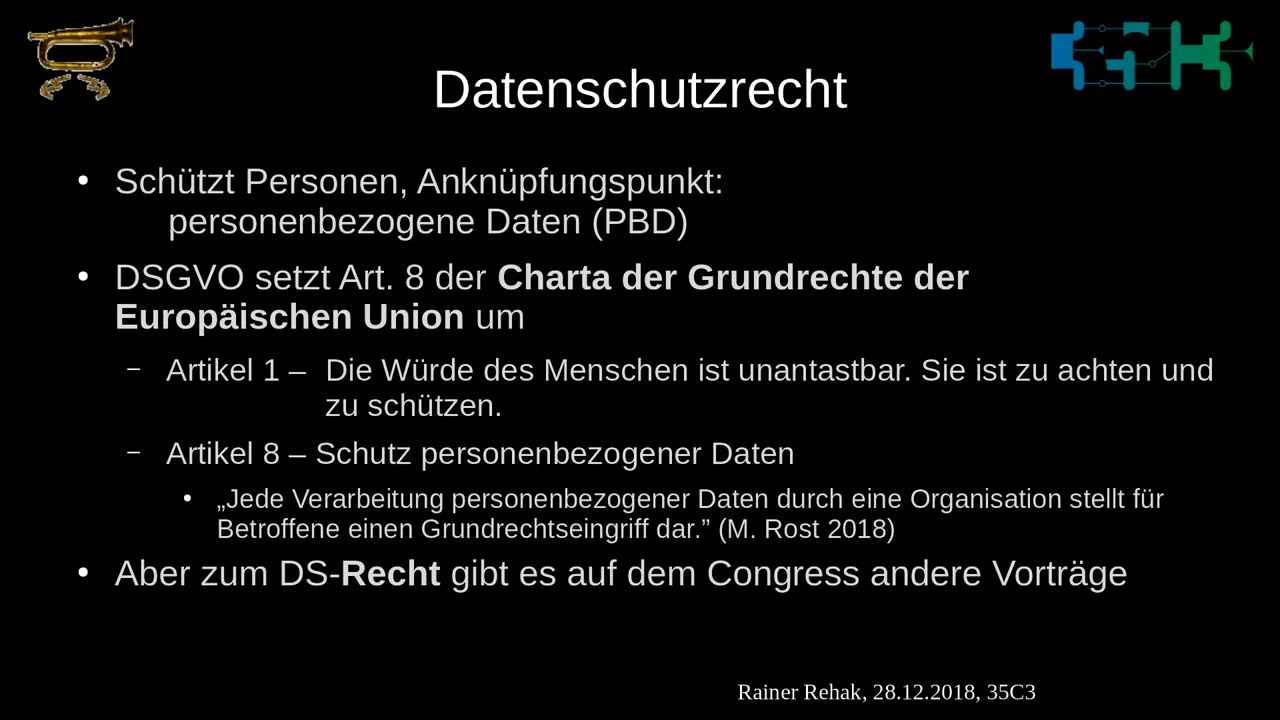 Datenschutzrecht
• Schützt Personen, Anknüpfungspunkt:
personenbezogene Daten (PBD)
• DSGVO setzt Art. 8 der Charta der Grundrechte der
Europäischen Union um
– Artikel 1 – Die Würde des Menschen ist unantastbar. Sie ist zu achten und
zu schützen.
– Artikel 8 – Schutz personenbezogener Daten
• „Jede Verarbeitung personenbezogener Daten durch eine Organisation stellt für
Betroffene einen Grundrechtseingriff dar.” (M. Rost 2018)
• Aber zum DS-Recht gibt es auf dem Congress andere Vorträge
Rainer Rehak, 28.12.2018, 35C3